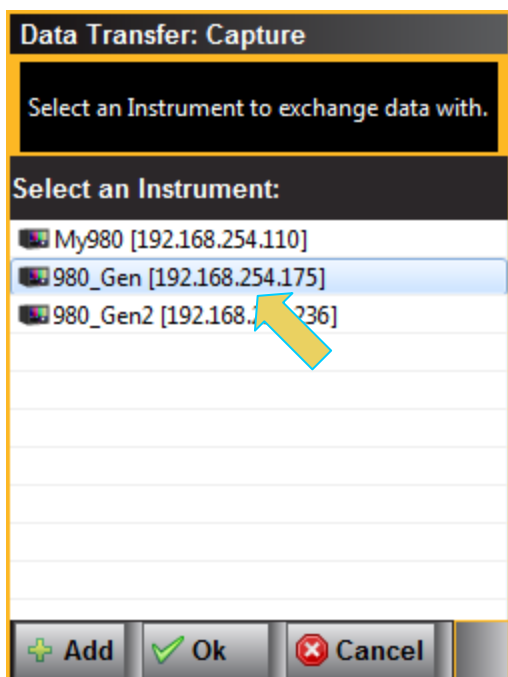 Data Transfer: Capture
Select an Instrument to exchange data with.
Select an Instrument:
My980 [192.168.254.110]
980_Gen [192.168.254.175]
980_Gen2 [192.168. 236]
Add Ok Cancel